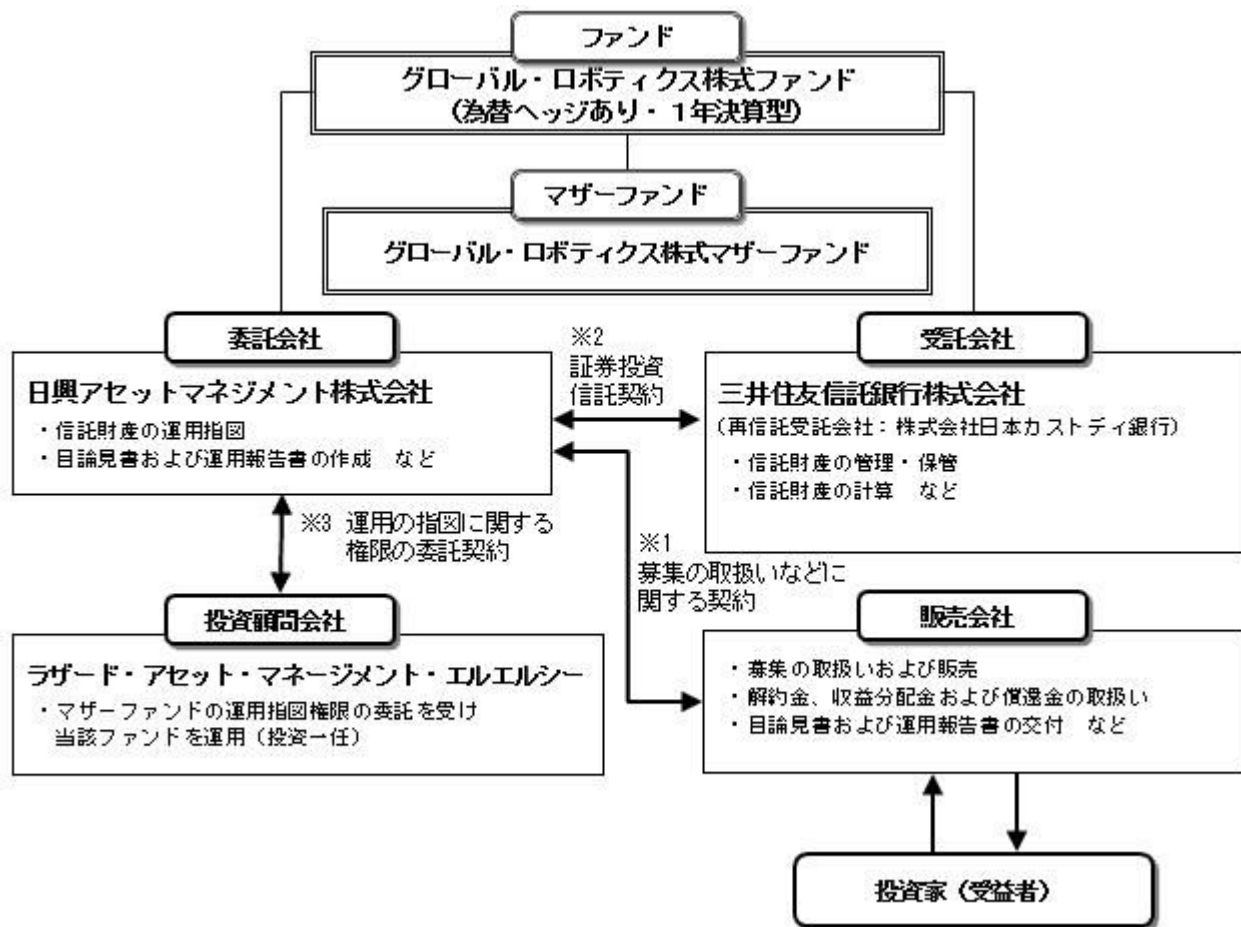 ファンド
グローバル・ロボティクス株式ファンド
(為替ヘッジあり・1年決算型)
マザーファンド
グローバル・ロボティクス株式マザーファンド
委託会社
日興アセットマネジメント株式会社
・信託財産の運用指図
・目論見書および運用報告書の作成 など
※2
証券投資
信託契約
受託会社
三井住友信託銀行株式会社
(再信託受託会社:株式会社日本カストディ銀行)
・信託財産の管理・保管
・信託財産の計算 など
※3 運用の指図に関する
権限の委託契約
※1
募集の取扱いなどに
関する契約
投資顧問会社
ラザード・アセット・マネージメント・エルエルシー
・マザーファンドの運用指図権限の委託を受け
当該ファンドを運用(投資一任)
販売会社
・募集の取扱いおよび販売
・解約金、収益分配金および償還金の取扱い
・目論見書および運用報告書の交付 など
投資家(受益者)